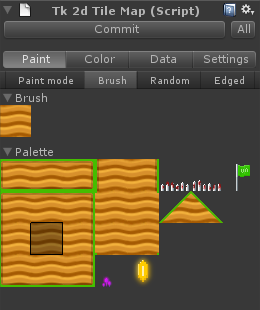 Tk 2d Tile Map (Script)
Commit All
Paint Color Data Settings
Paint mode Brush Random Edged
Brush
Palette